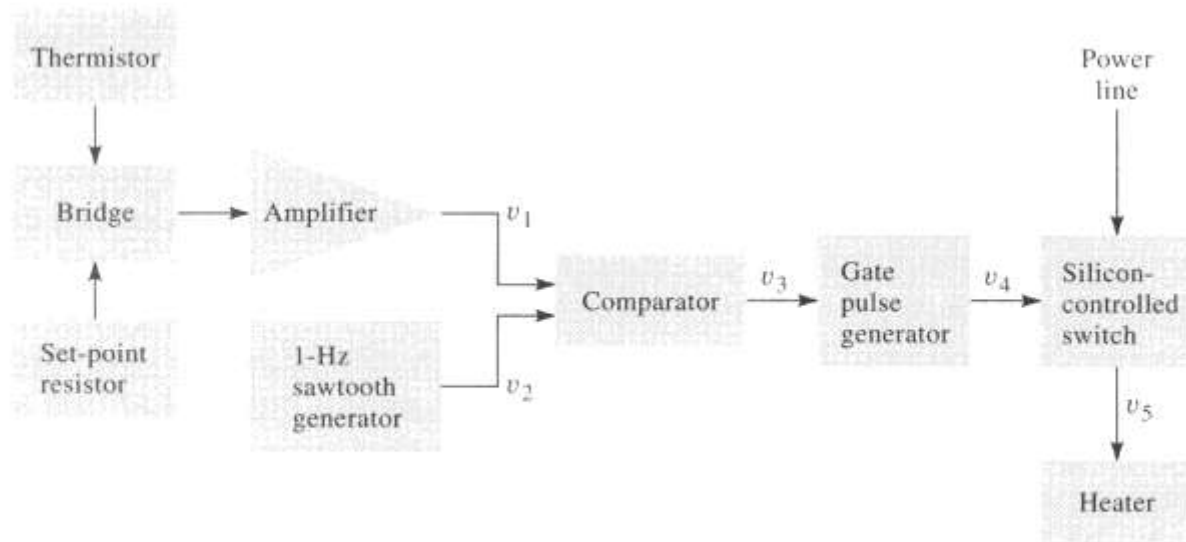 Thermistor
Power
line
Bridge
Amplifier
v1
Comparator
v3
Gate
pulse
generator
v4
Silicon-
controlled
switch
Set-point
resistor
1-Hz
sawtooth
generator
v2
v5
Heater